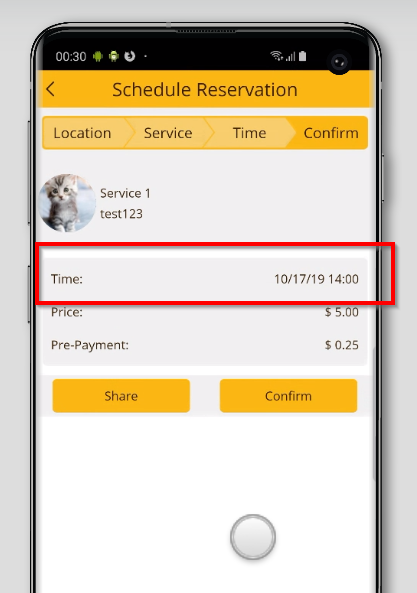 00:30
Schedule Reservation
Location Service Time Confirm
Service 1
test123
Time: 10/17/19 14:00
Price: $ 5.00
Pre-Payment: $ 0.25
Share Confirm